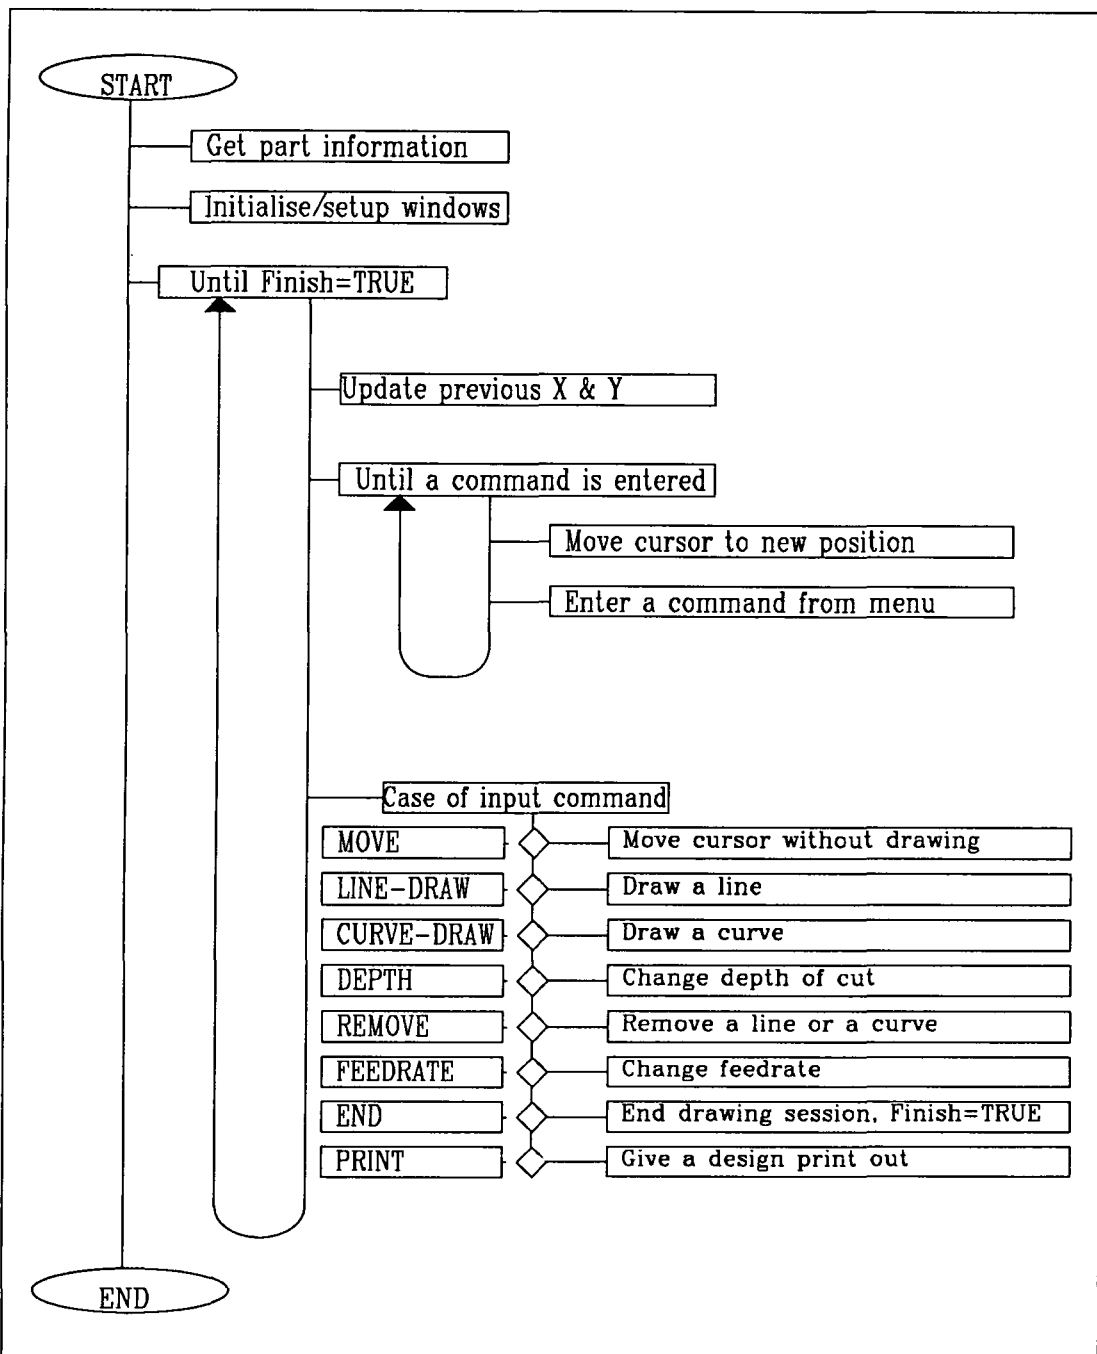 START
Get part information
Initialise/setup windows
Until Finish=TRUE
Update previous X & Y
Until a command is entered
Move cursor to new position
Enter a command from menu
Case of input command
MOVE Move cursor without drawing
LINE-DRAW Draw a line
CURVE-DRAW Draw a curve
DEPTH Change depth of cut
REMOVE Remove a line or a curve
FEEDRATE Change feedrate
END End drawing session, Finish=TRUE
PRINT Give a design print out
END